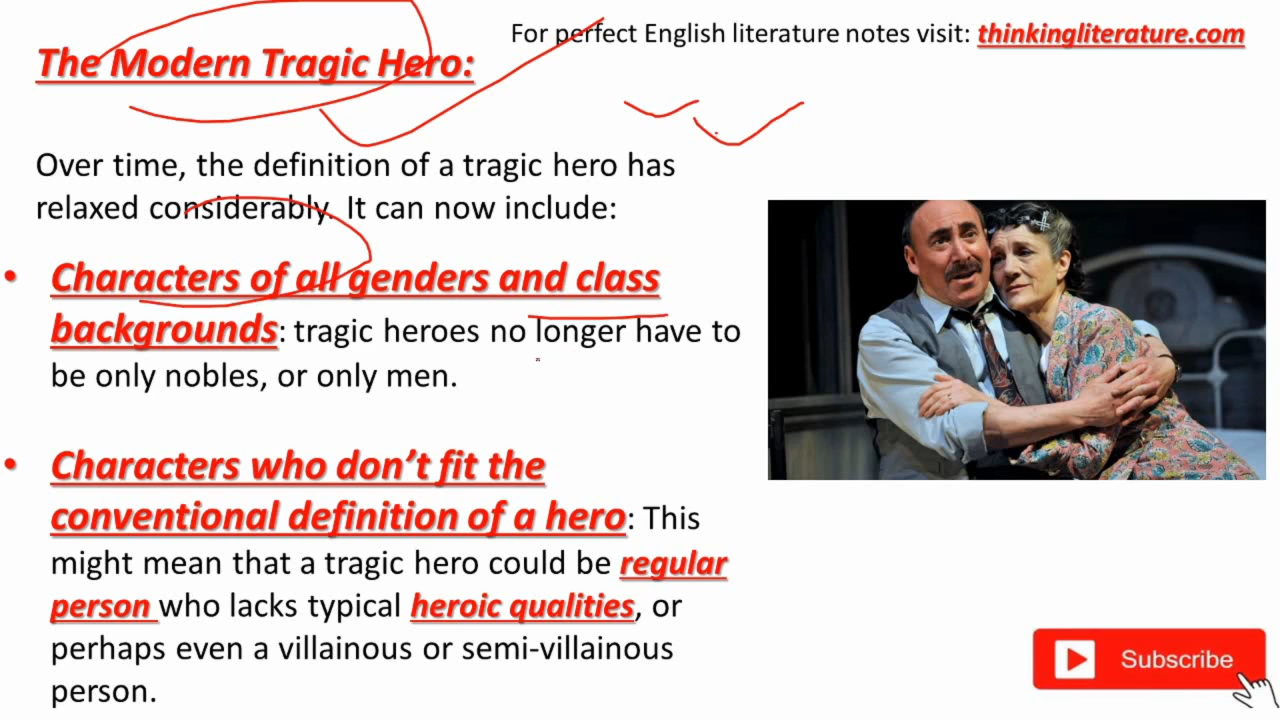 For perfect English literature notes visit: thinkingliterature.com
The Modern Tragic Hero:
Over time, the definition of a tragic hero has
relaxed considerably. It can now include:
• Characters of all genders and class
backgrounds: tragic heroes no longer have to
be only nobles, or only men.
• Characters who don’t fit the
conventional definition of a hero: This
might mean that a tragic hero could be regular
person who lacks typical heroic qualities, or
perhaps even a villainous or semi-villainous
person.
Subscribe